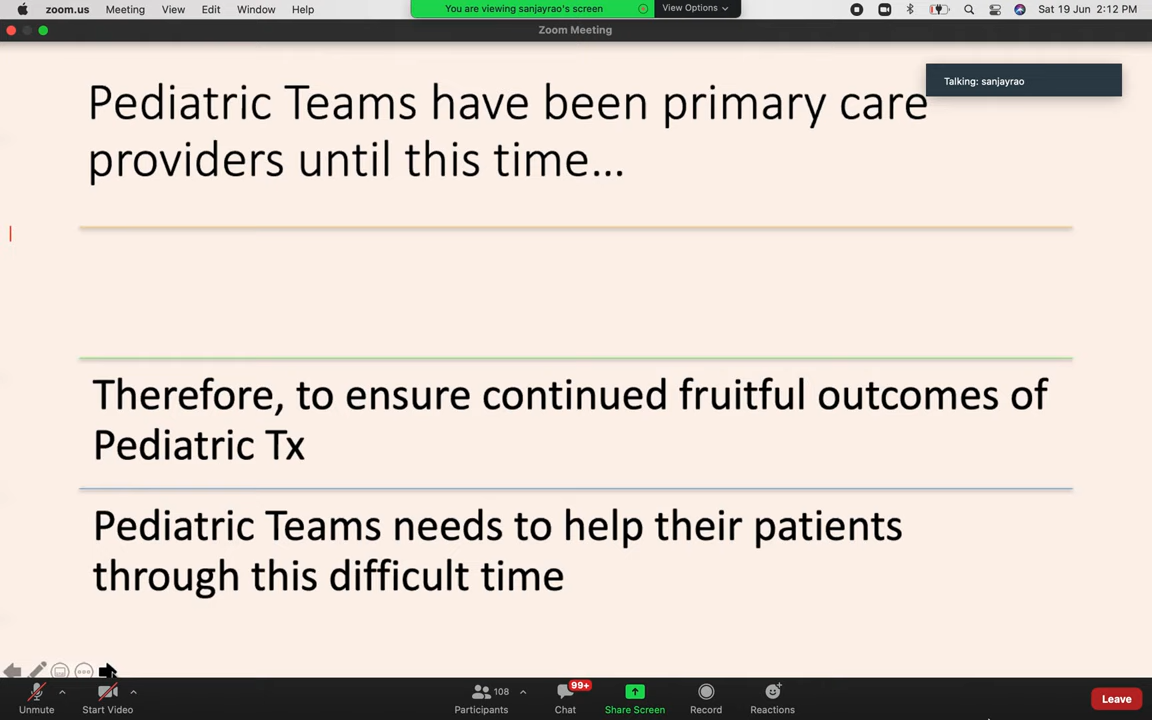 zoom.us Meeting View Edit Window Help
You are viewing sanjayrao's screen
View Options
Sat 19 Jun 2:12 PM
Zoom Meeting
Talking: sanjayrao
Pediatric Teams have been primary care
providers until this time...
Therefore, to ensure continued fruitful outcomes of
Pediatric Tx
Pediatric Teams needs to help their patients
through this difficult time
Unmute
Start Video
108
Participants
99+
Chat
Share Screen
Record
Reactions
Leave